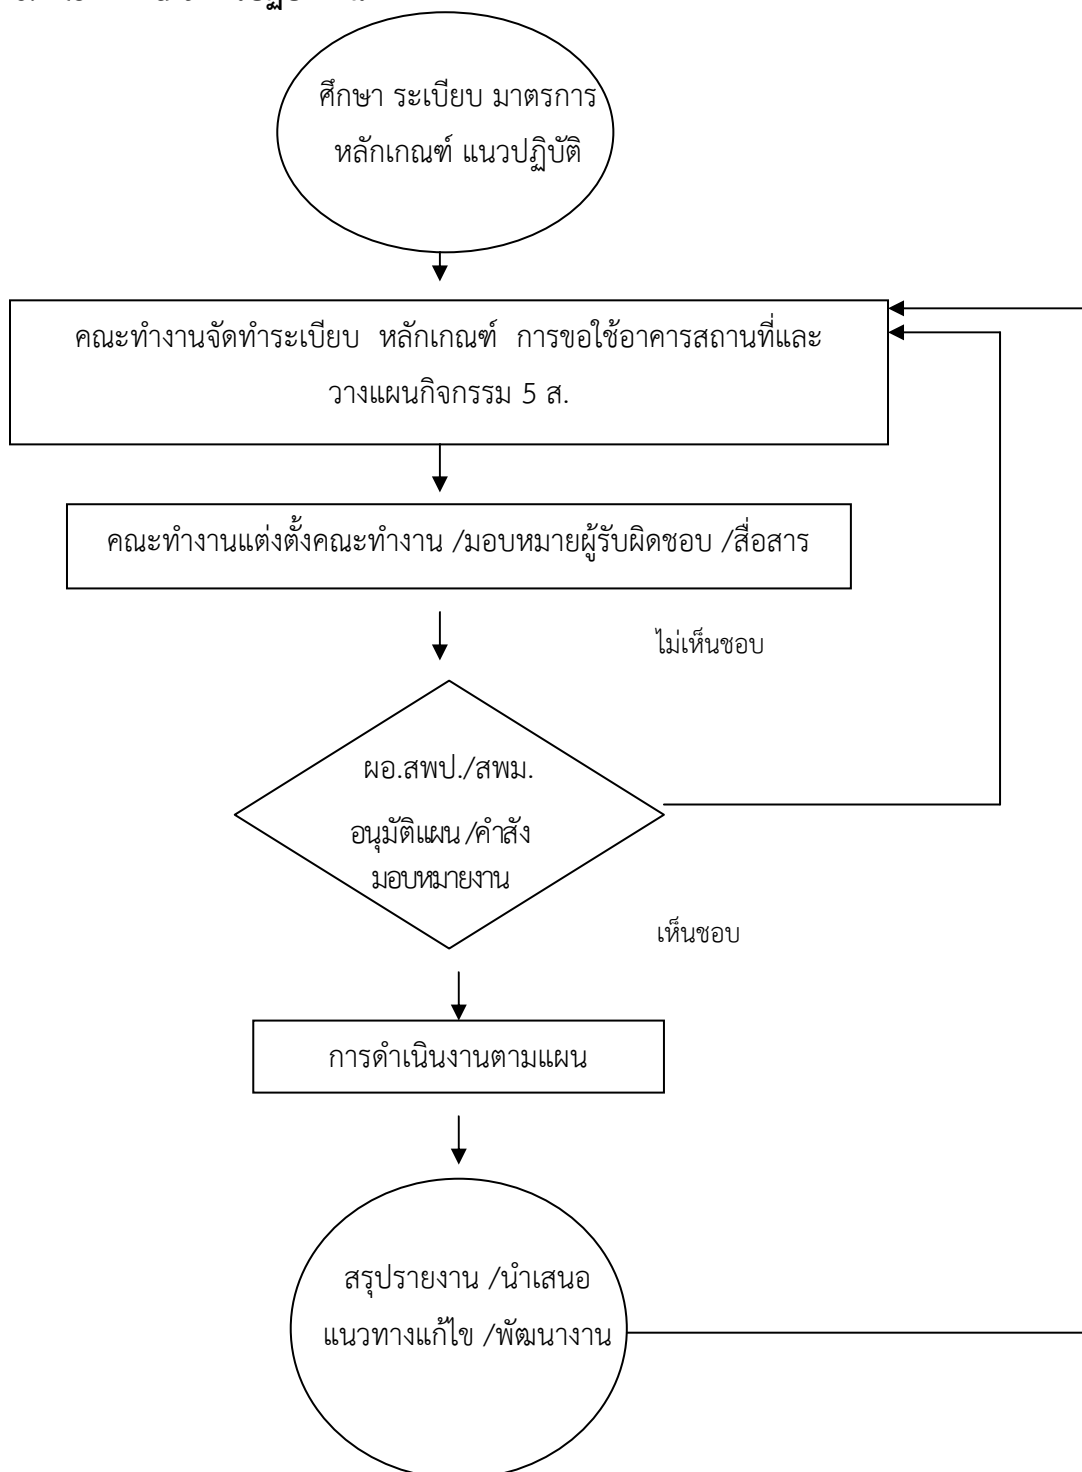 ศึกษา ระเบียบ มาตรการ
หลักเกณฑ์ แนวปฏิบัติ
คณะทำงานจัดทำระเบียบ หลักเกณฑ์ การขอใช้อาคารสถานที่และ
วางแผนกิจกรรม 5 ส.
คณะทำงานแต่งตั้งคณะทำงาน /มอบหมายผู้รับผิดชอบ /สื่อสาร
ไม่เห็นชอบ
ผอ.สพป./สพม.
อนุมัติแผน /คำสัง
มอบหมายงาน
เห็นชอบ
การดำเนินงานตามแผน
สรุปรายงาน /นำเสนอ
แนวทางแก้ไข /พัฒนางาน